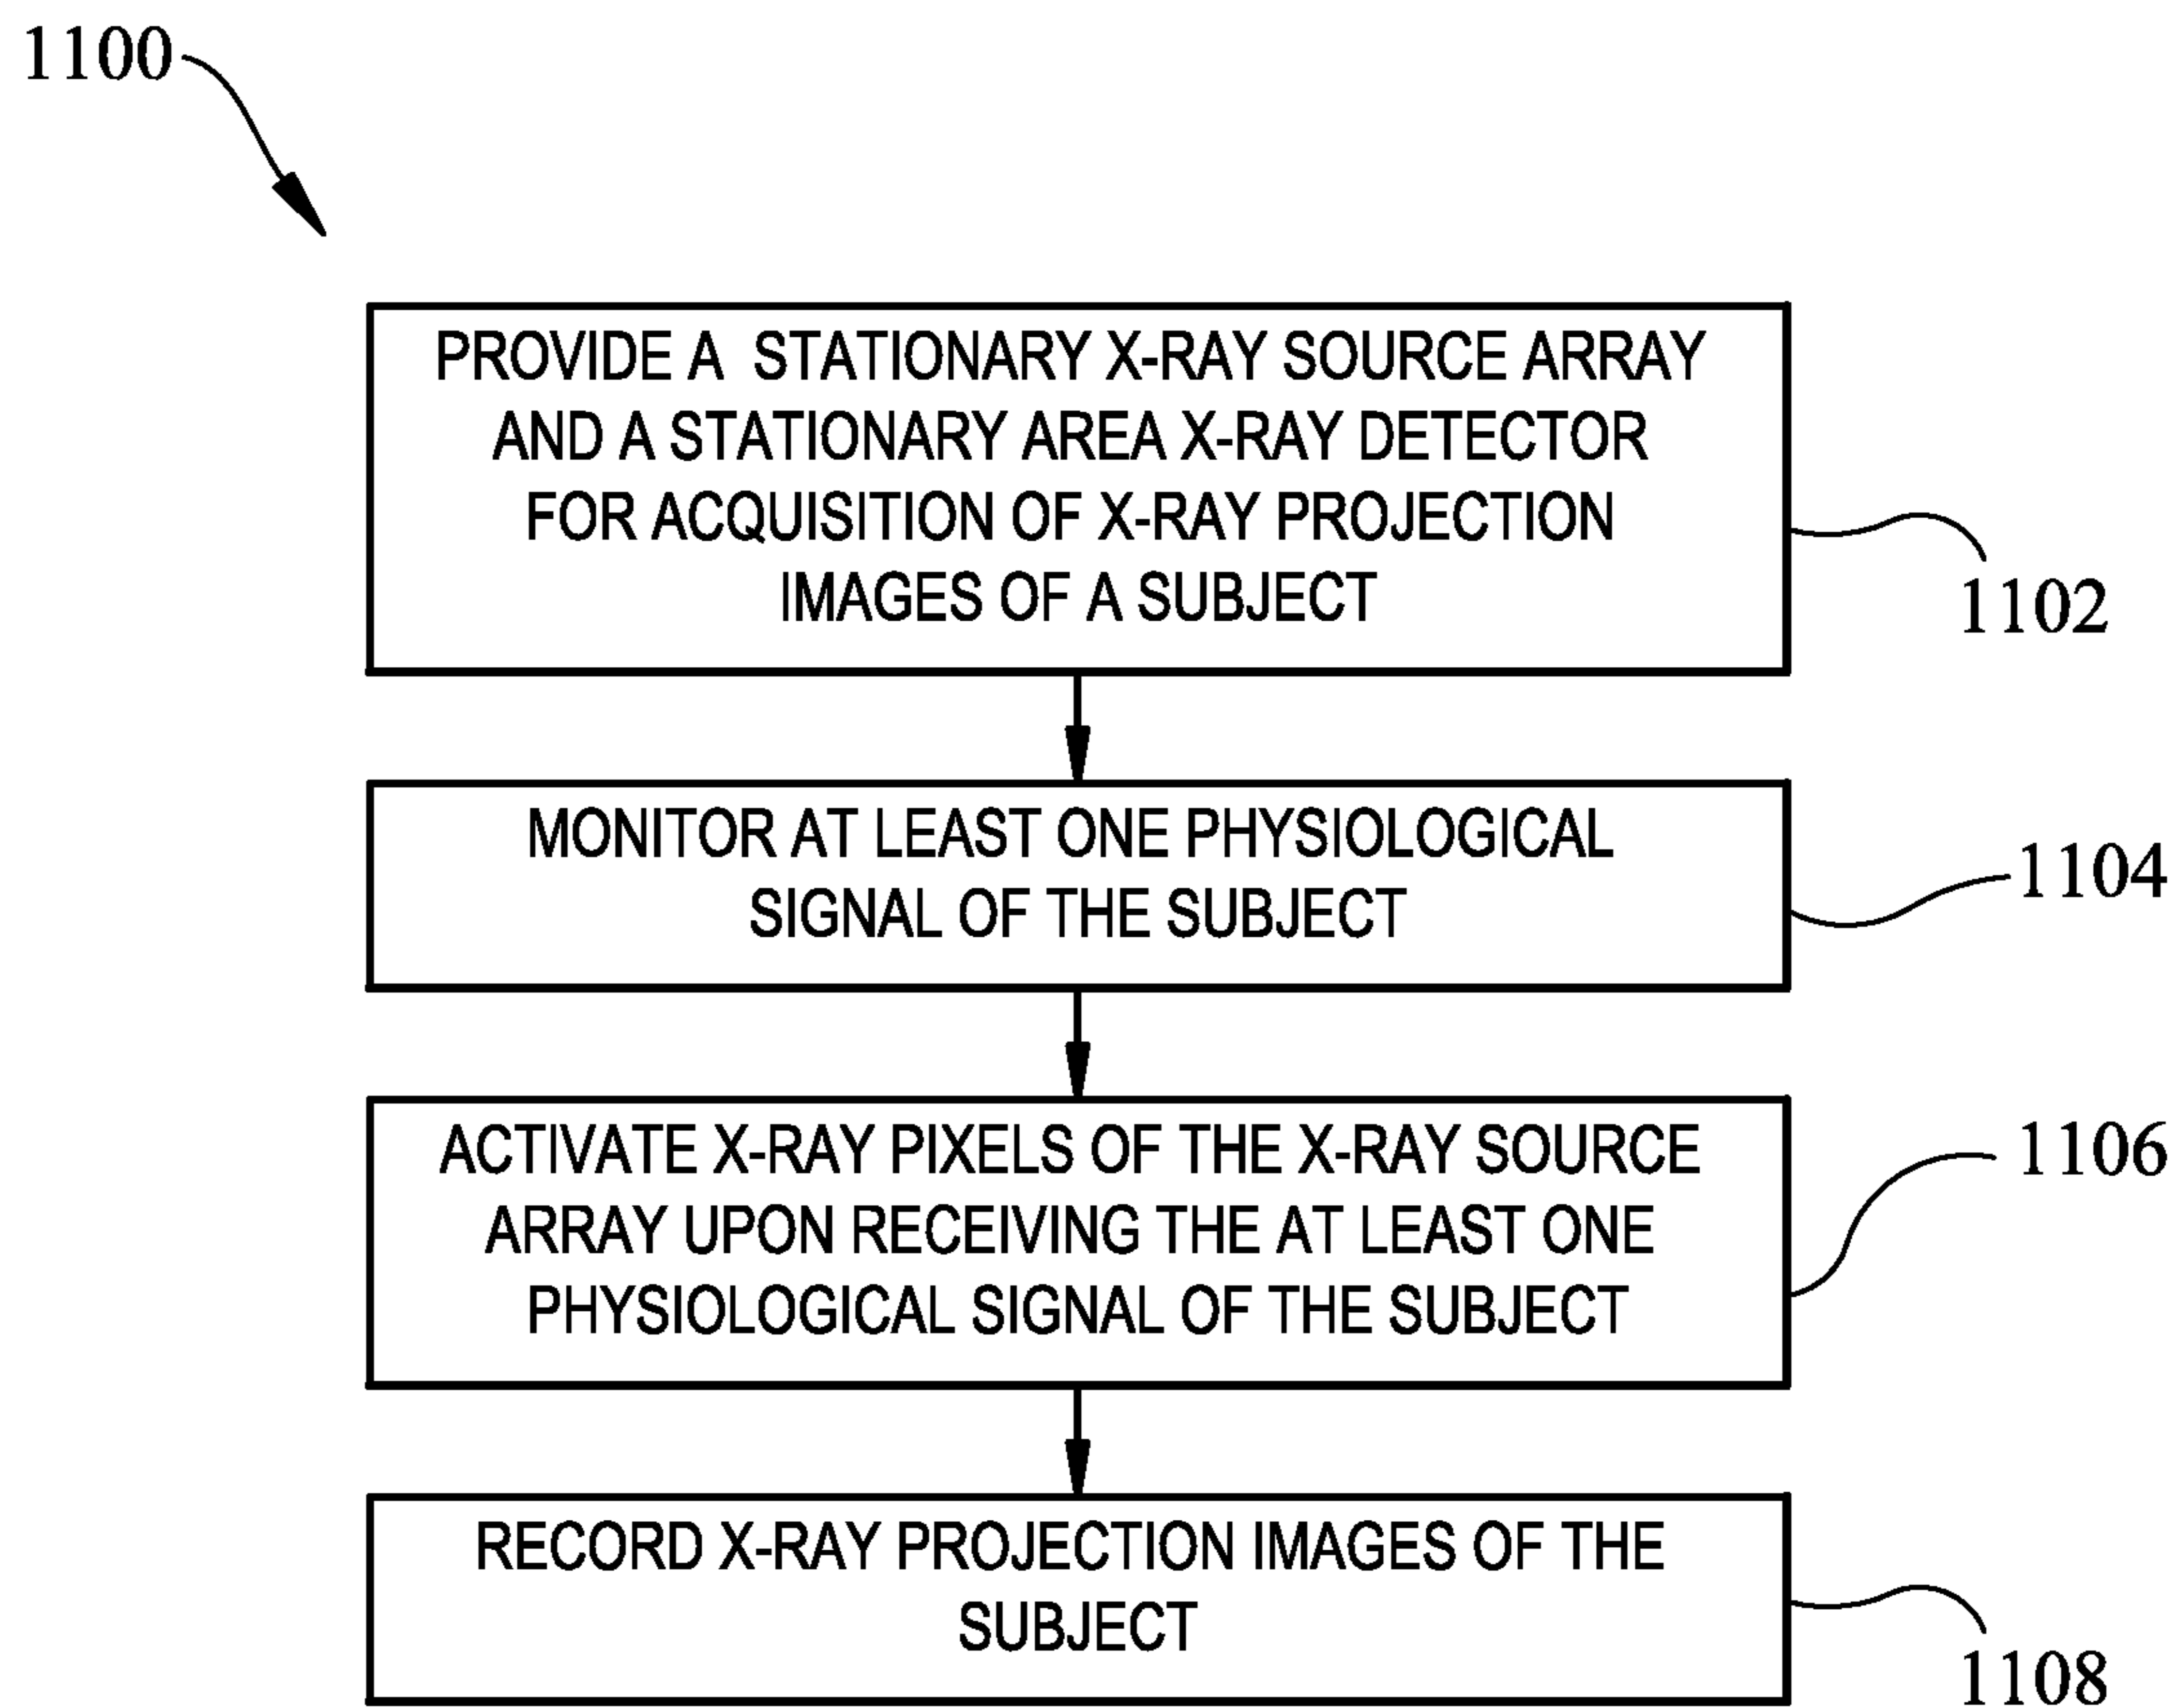 1100
PROVIDE A STATIONARY X-RAY SOURCE ARRAY
AND A STATIONARY AREA X-RAY DETECTOR
FOR ACQUISITION OF X-RAY PROJECTION
IMAGES OF A SUBJECT
1102
MONITOR AT LEAST ONE PHYSIOLOGICAL
SIGNAL OF THE SUBJECT
1104
ACTIVATE X-RAY PIXELS OF THE X-RAY SOURCE
ARRAY UPON RECEIVING THE AT LEAST ONE
PHYSIOLOGICAL SIGNAL OF THE SUBJECT
1106
RECORD X-RAY PROJECTION IMAGES OF THE
SUBJECT
1108